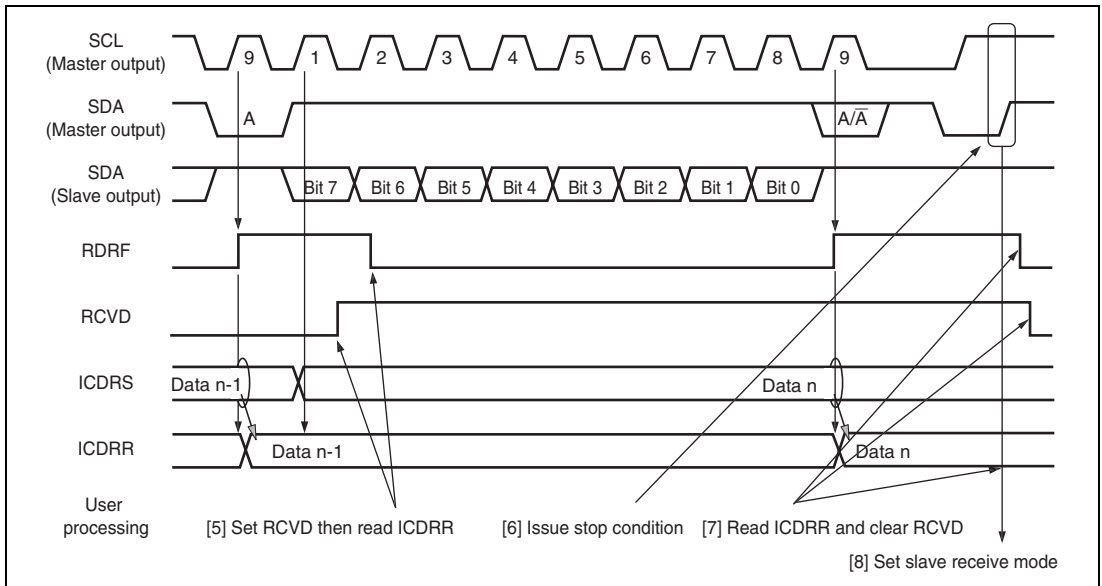 SCL
(Master output)
9 1 2 3 4 5 6 7 8 9
SDA
(Master output)
A A/A̅
SDA
(Slave output)
Bit 7 Bit 6 Bit 5 Bit 4 Bit 3 Bit 2 Bit 1 Bit 0
RDRF
RCVD
ICDRS
Data n-1 Data n
ICDRR
Data n-1 Data n
User
processing
[5] Set RCVD then read ICDRR [6] Issue stop condition [7] Read ICDRR and clear RCVD
[8] Set slave receive mode